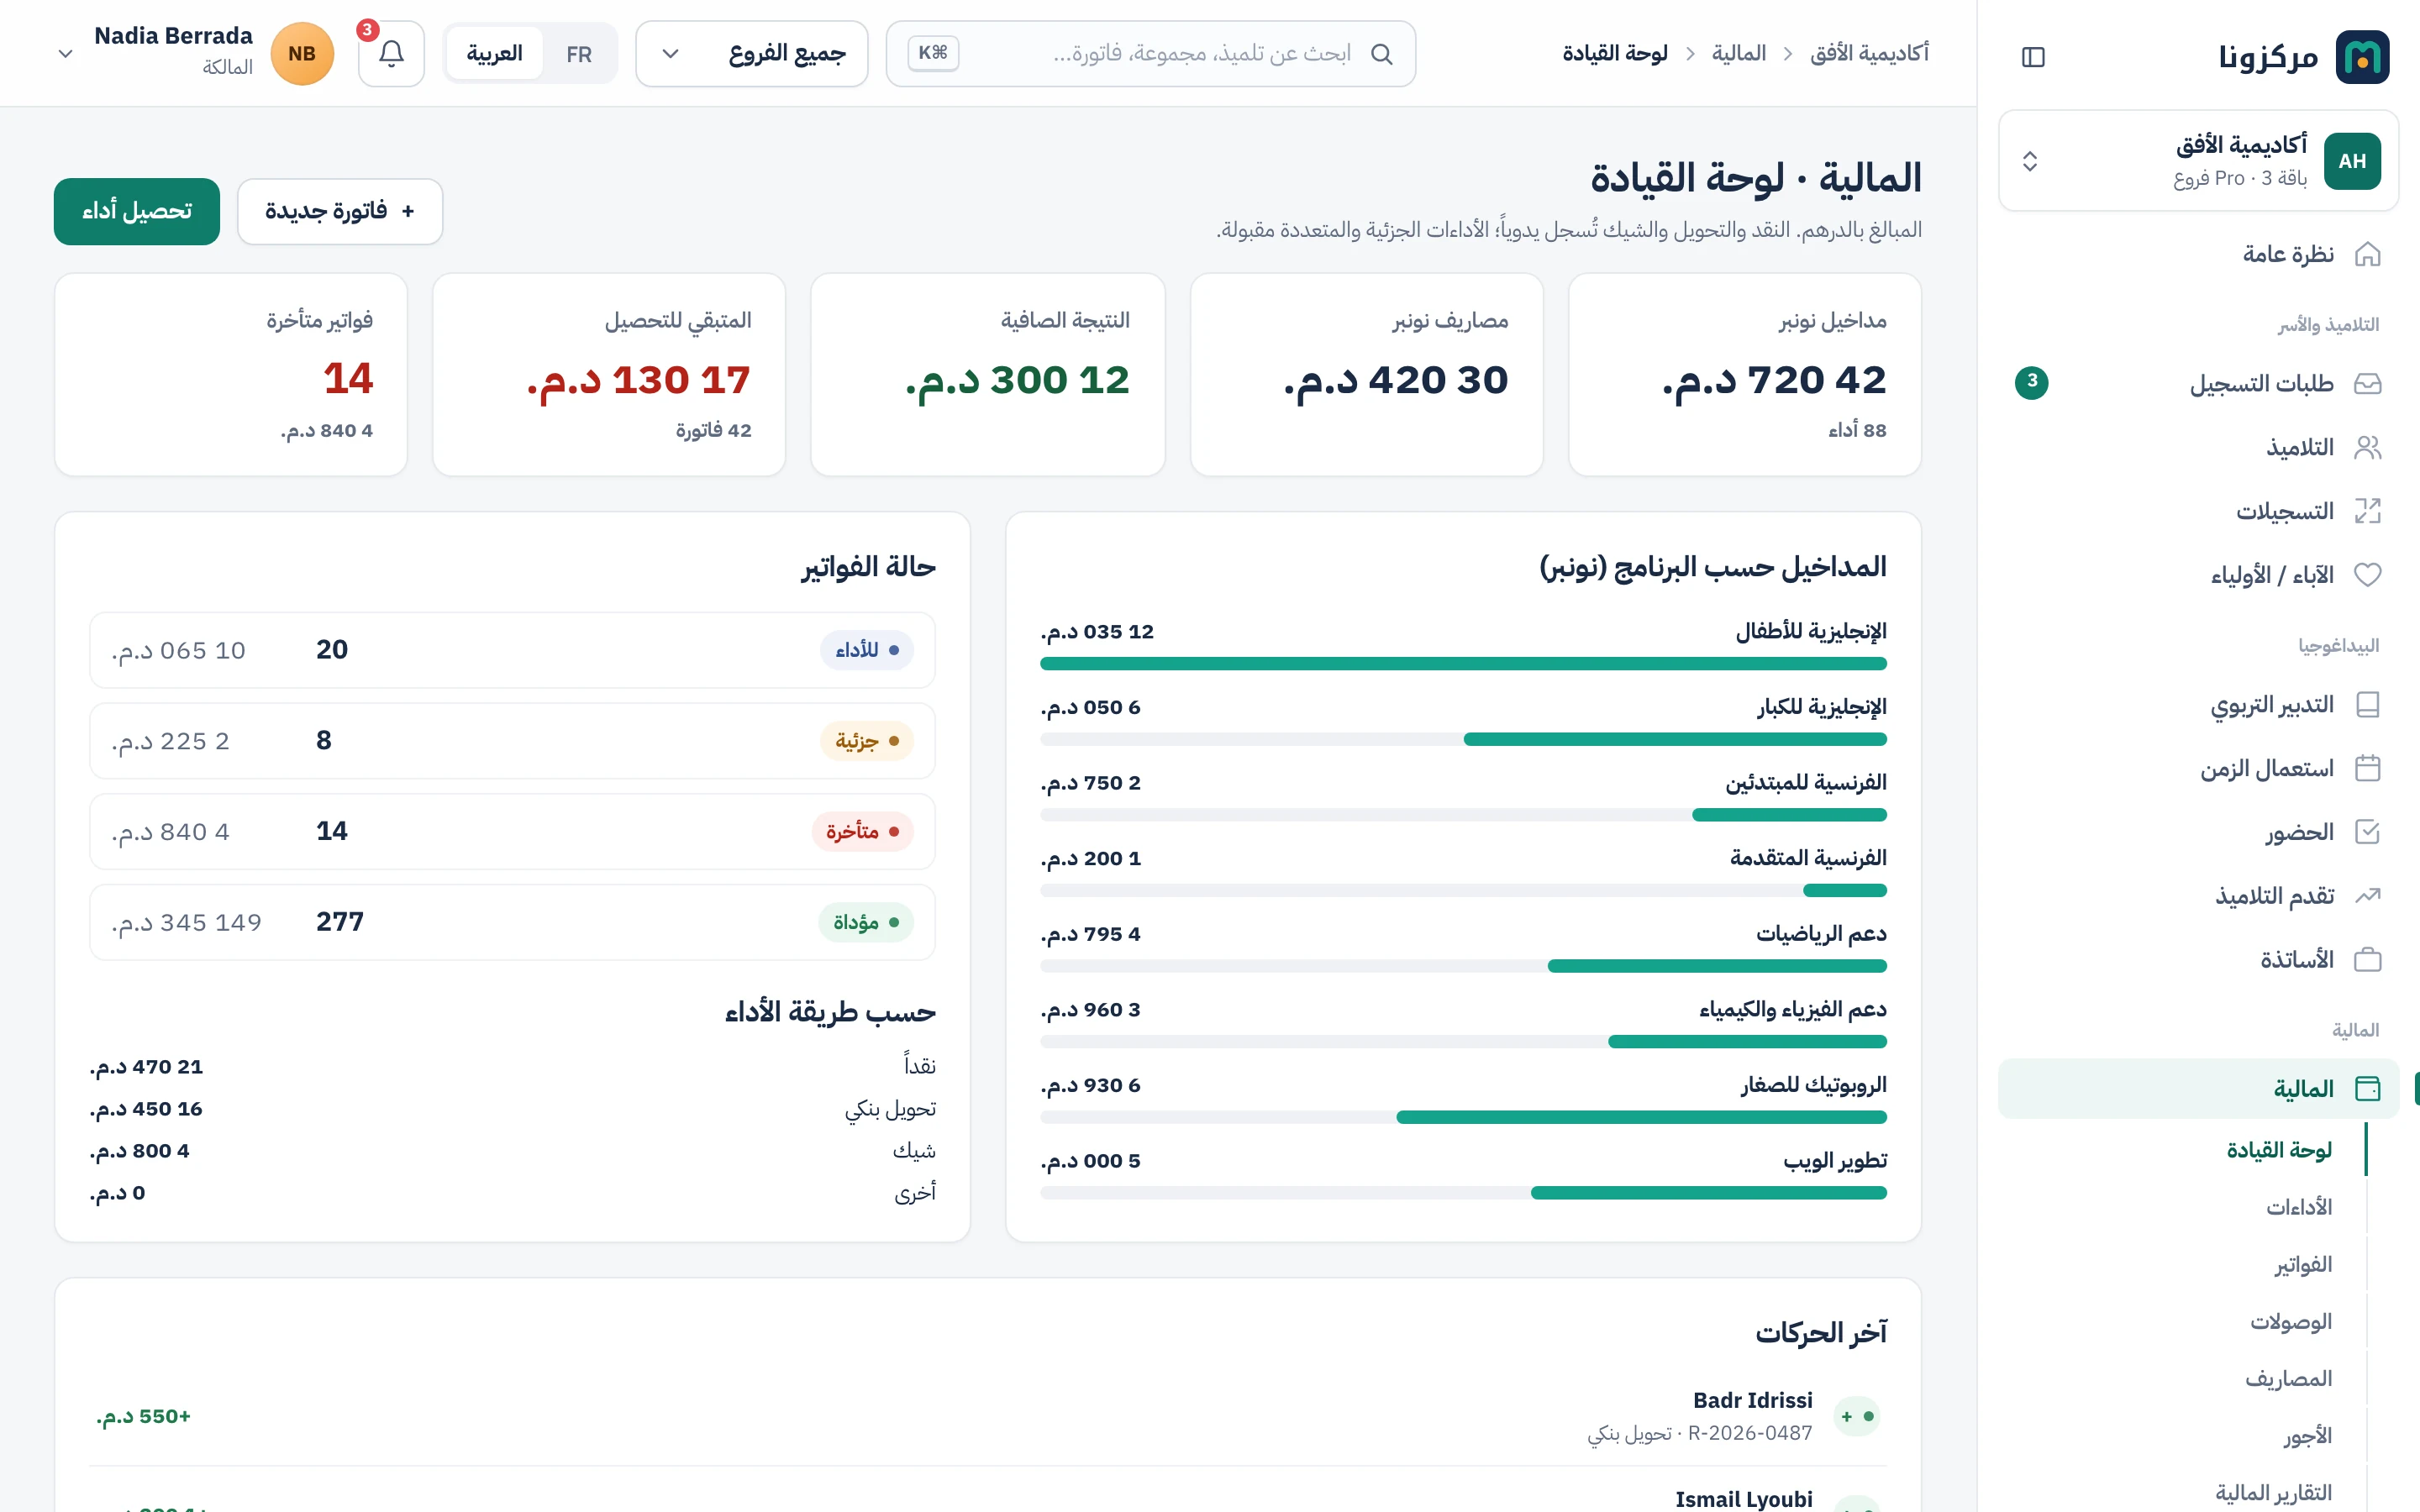 مركزونا
AH
أكاديمية الأفق
باقة Pro · 3 فروع
نظرة عامة
التلاميذ والأسر
طلبات التسجيل
3
التلاميذ
التسجيلات
الآباء / الأولياء
البيداغوجيا
التدبير التربوي
استعمال الزمن
الحضور
تقدم التلاميذ
الأساتذة
المالية
المالية
لوحة القيادة
الأداءات
الفواتير
الوصولات
المصاريف
الأجور
التقارير المالية
أكاديمية الأفق
المالية
لوحة القيادة
ابحث عن تلميذ، مجموعة، فاتورة...
⌘K
جميع الفروع
FR
العربية
3
NB
Nadia Berrada
المالكة
المالية · لوحة القيادة
المبالغ بالدرهم. النقد والتحويل والشيك تُسجل يدوياً؛ الأداءات الجزئية والمتعددة مقبولة.
+ فاتورة جديدة
تحصيل أداء
مداخيل نونبر
42 720 د.م.
88 أداء
مصاريف نونبر
30 420 د.م.
النتيجة الصافية
12 300 د.م.
المتبقي للتحصيل
17 130 د.م.
42 فاتورة
فواتير متأخرة
14
4 840 د.م.
المداخيل حسب البرنامج (نونبر)
الإنجليزية للأطفال
12 035 د.م.
الإنجليزية للكبار
6 050 د.م.
الفرنسية للمبتدئين
2 750 د.م.
الفرنسية المتقدمة
1 200 د.م.
دعم الرياضيات
4 795 د.م.
دعم الفيزياء والكيمياء
3 960 د.م.
الروبوتيك للصغار
6 930 د.م.
تطوير الويب
5 000 د.م.
حالة الفواتير
للأداء
20
10 065 د.م.
جزئية
8
2 225 د.م.
متأخرة
14
4 840 د.م.
مؤداة
277
149 345 د.م.
حسب طريقة الأداء
نقداً
21 470 د.م.
تحويل بنكي
16 450 د.م.
شيك
4 800 د.م.
أخرى
0 د.م.
آخر الحركات
+
Badr Idrissi
R-2026-0487 · تحويل بنكي
+550 د.م.
Ismail Lyoubi